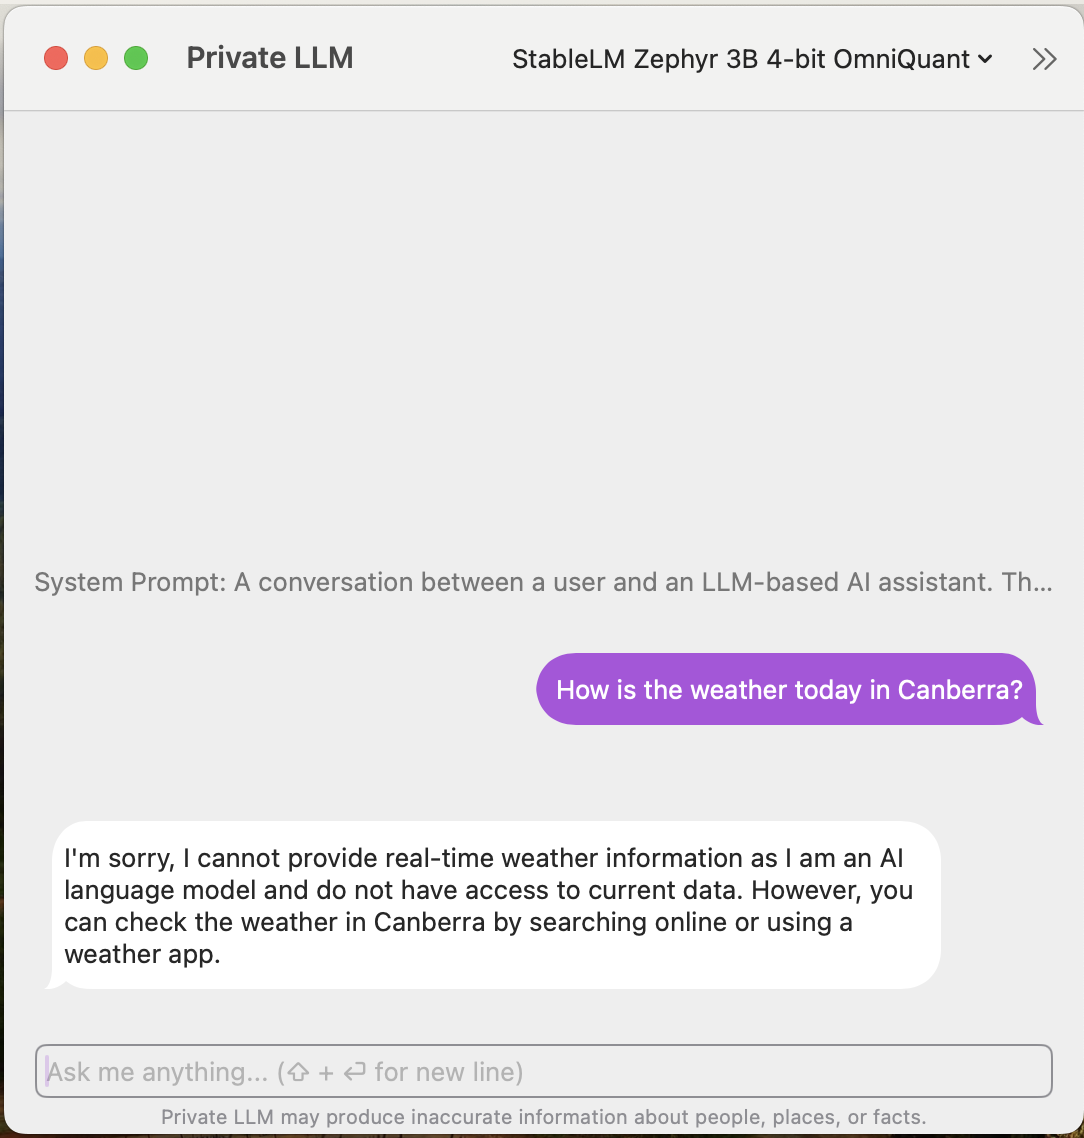 Private LLM
StableLM Zephyr 3B 4-bit OmniQuant
System Prompt: A conversation between a user and an LLM-based AI assistant. Th...
How is the weather today in Canberra?
I'm sorry, I cannot provide real-time weather information as I am an AI
language model and do not have access to current data. However, you
can check the weather in Canberra by searching online or using a
weather app.
Ask me anything... (⇧ + ⏎ for new line)
Private LLM may produce inaccurate information about people, places, or facts.